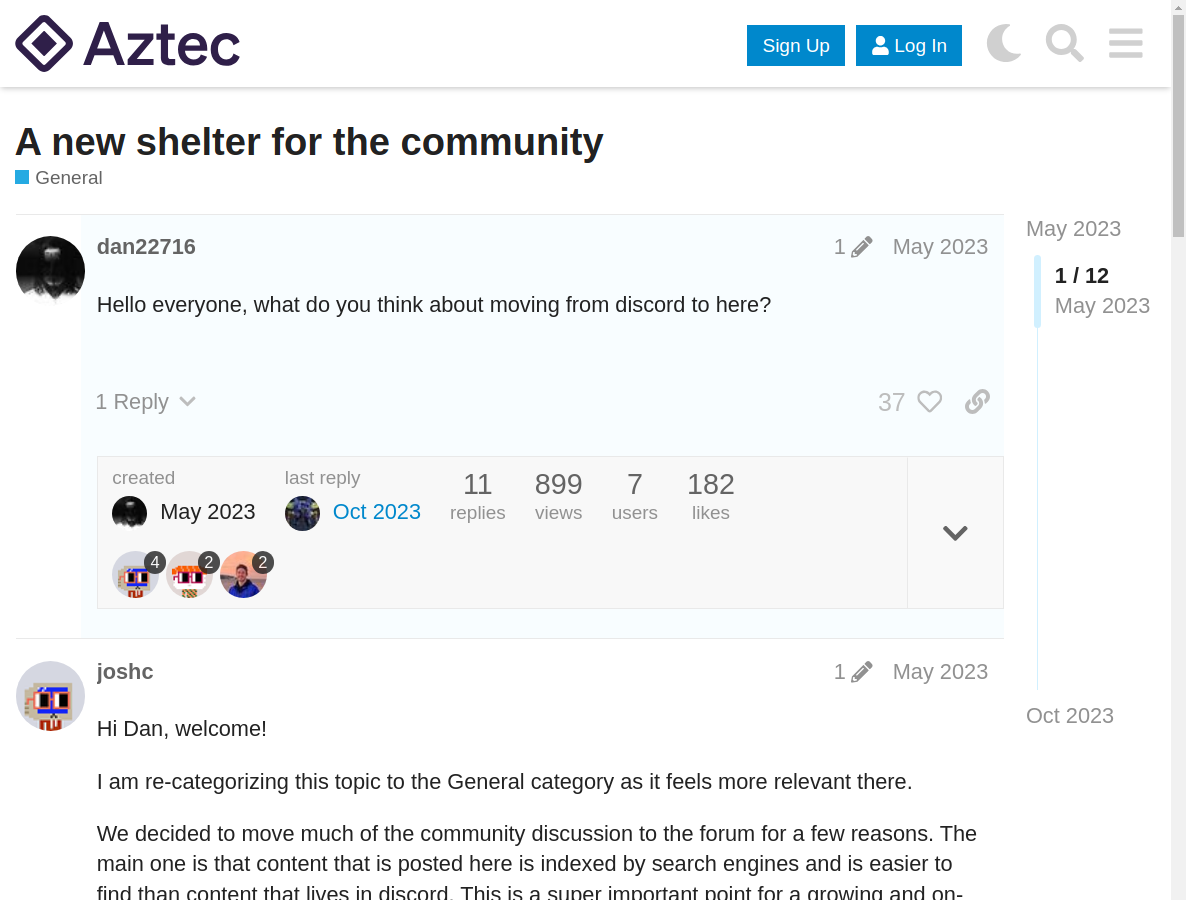 Aztec
Sign Up
Log In
A new shelter for the community
General
dan22716
1
May 2023
Hello everyone, what do you think about moving from discord to here?
1 Reply
37
created
May 2023
last reply
Oct 2023
11
replies
899
views
7
users
182
likes
4
2
2
joshc
1
May 2023
Hi Dan, welcome!
I am re-categorizing this topic to the General category as it feels more relevant there.
We decided to move much of the community discussion to the forum for a few reasons. The
main one is that content that is posted here is indexed by search engines and is easier to
find than content that lives in discord. This is a super important point for a growing and on-
May 2023
1 / 12
May 2023
Oct 2023